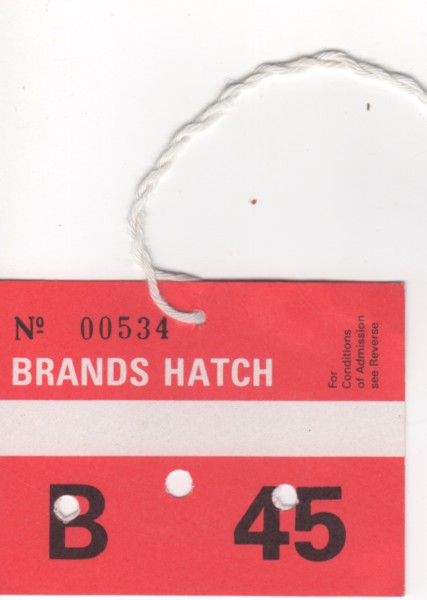 Nº 00534
BRANDS HATCH
For
Conditions
of Admission
see Reverse
B 45